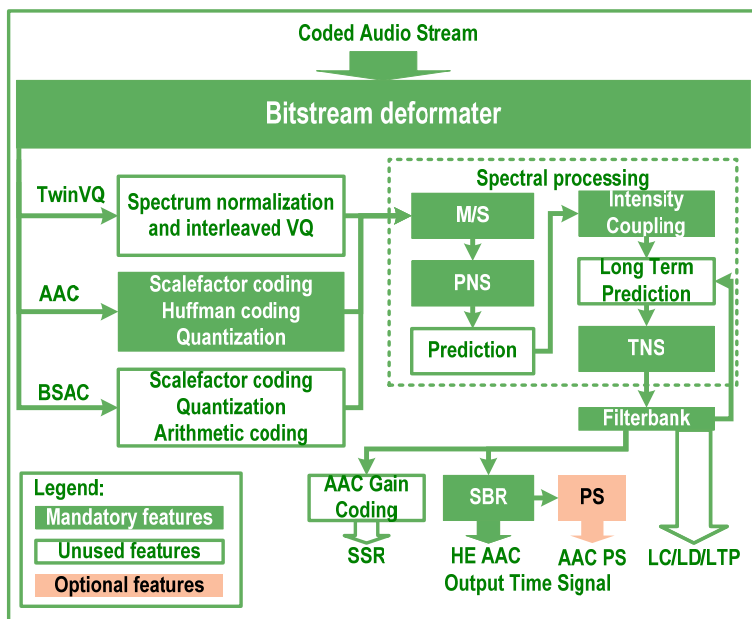 Coded Audio Stream
Bitstream deformater
TwinVQ
Spectrum normalization
and interleaved VQ
AAC
Scalefactor coding
Huffman coding
Quantization
BSAC
Scalefactor coding
Quantization
Arithmetic coding
Spectral processing
M/S
PNS
Prediction
Intensity
Coupling
Long Term
Prediction
TNS
Filterbank
AAC Gain
Coding
SBR
PS
SSR
HE AAC
AAC PS
LC/LD/LTP
Output Time Signal
Legend:
Mandatory features
Unused features
Optional features